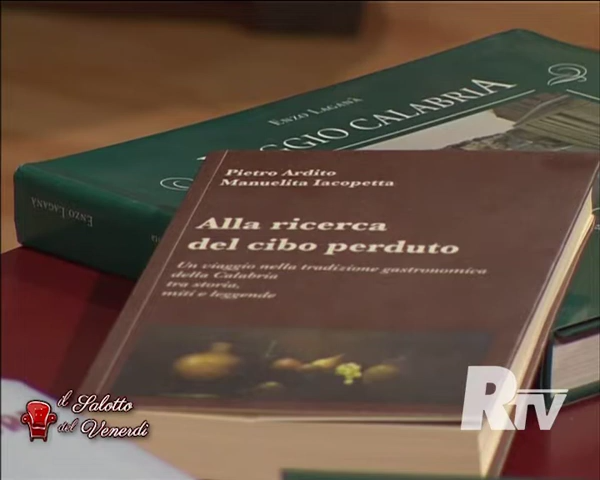 Enzo Laganà
GGIO CALABRIA
Enzo Laganà
Pietro Ardito
Manuelita Iacopetta
Alla ricerca
del cibo perduto
Un viaggio nella tradizione gastronomica
della Calabria
tra storia,
miti e leggende
il Salotto
del Venerdi
RTV